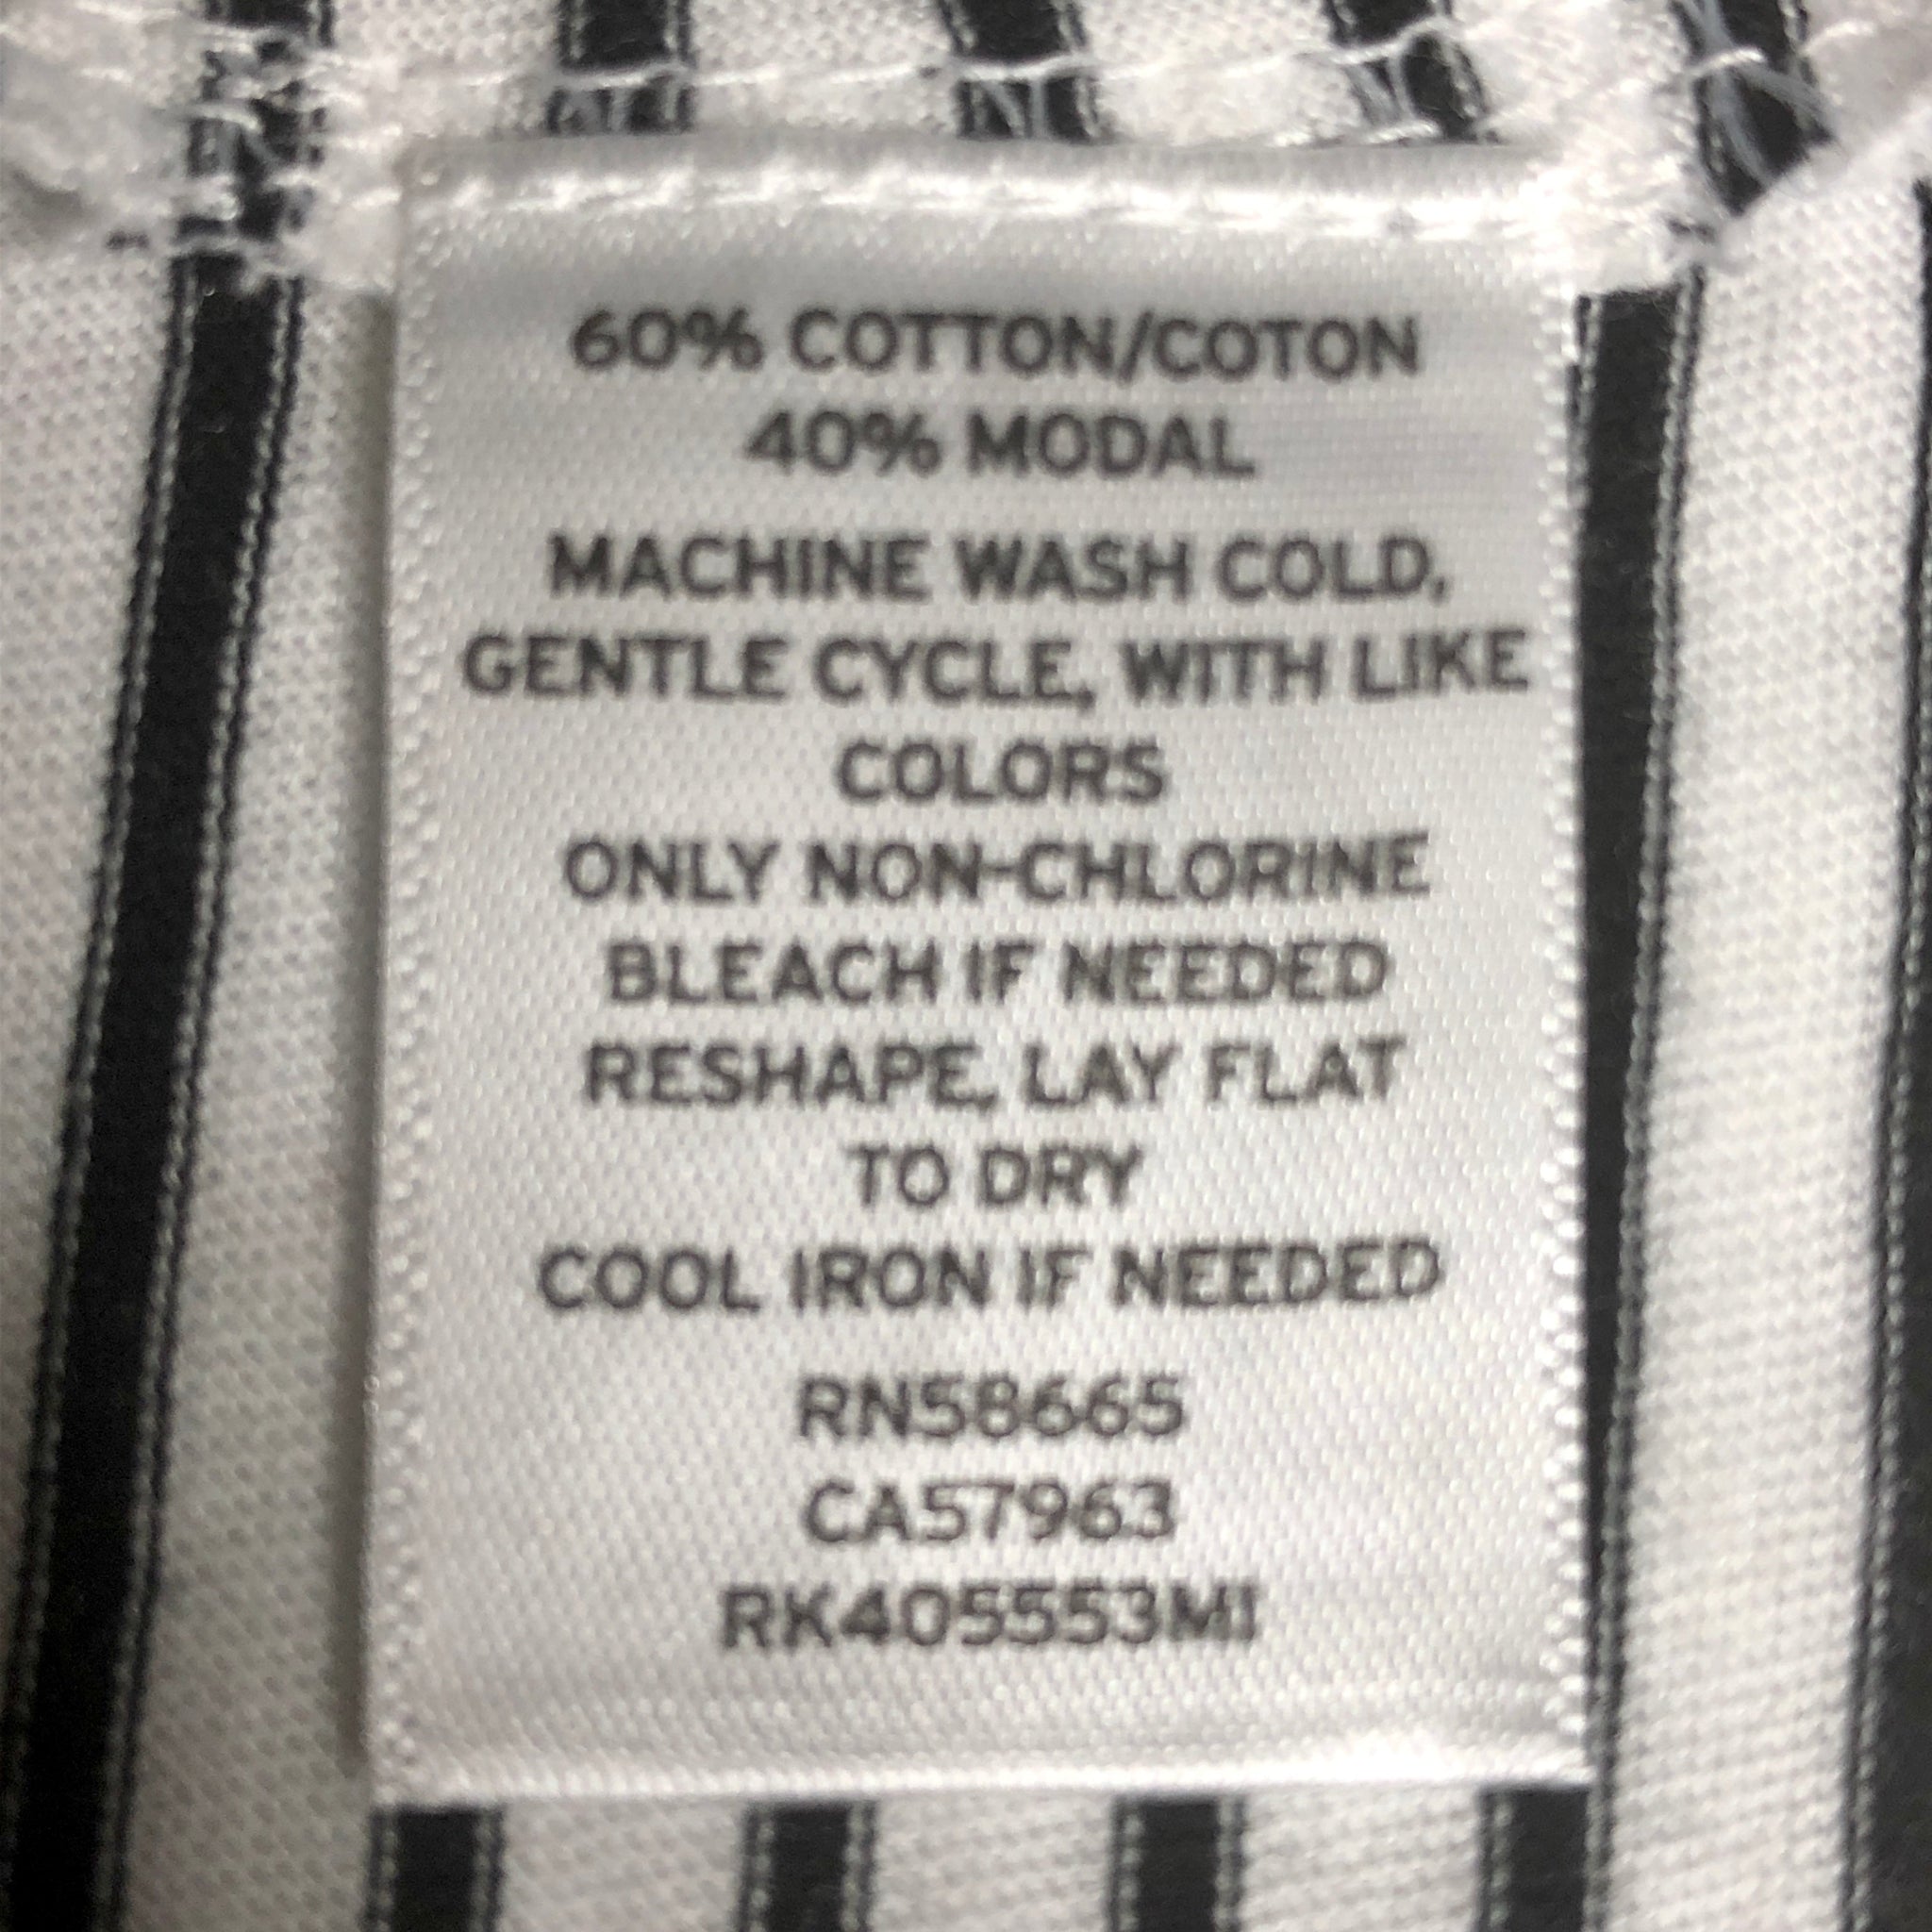 60% COTTON/COTON
40% MODAL
MACHINE WASH COLD,
GENTLE CYCLE, WITH LIKE
COLORS
ONLY NON-CHLORINE
BLEACH IF NEEDED
RESHAPE, LAY FLAT
TO DRY
COOL IRON IF NEEDED
RN58665
CA57963
RK405553MI